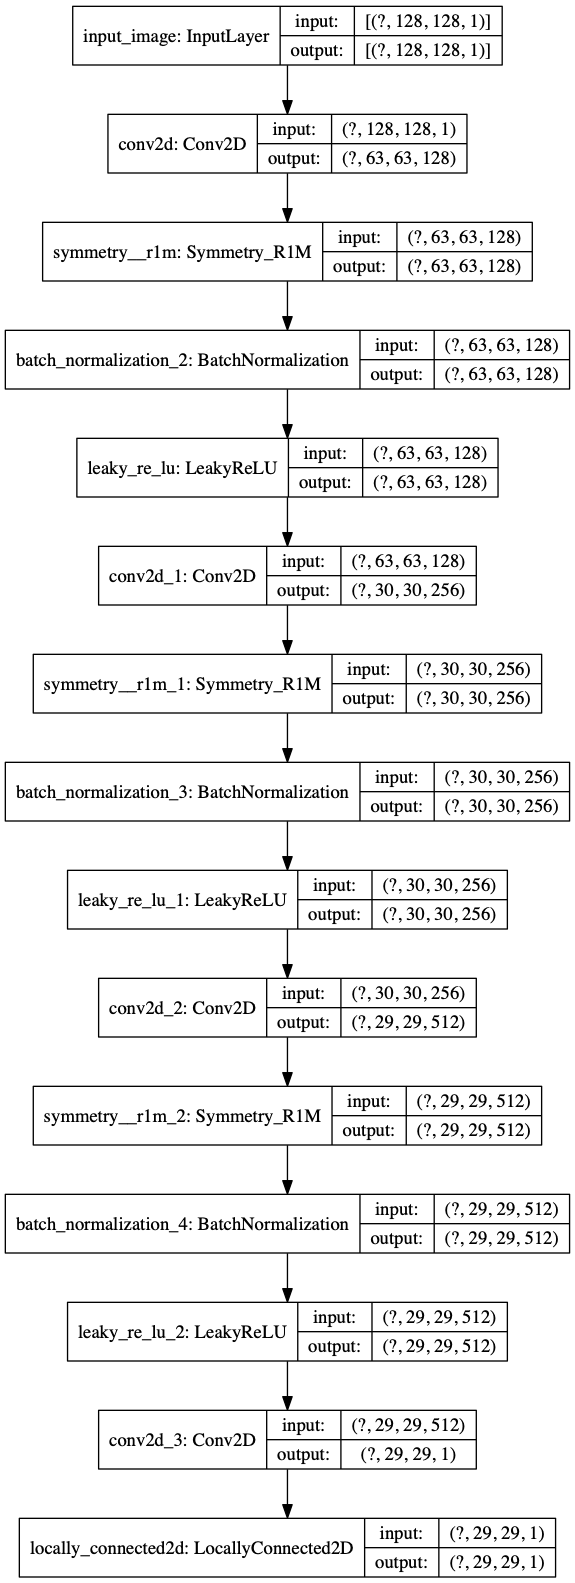 input_image: InputLayer
input: [(?, 128, 128, 1)]
output: [(?, 128, 128, 1)]
conv2d: Conv2D
input: (?, 128, 128, 1)
output: (?, 63, 63, 128)
symmetry__r1m: Symmetry_R1M
input: (?, 63, 63, 128)
output: (?, 63, 63, 128)
batch_normalization_2: BatchNormalization
input: (?, 63, 63, 128)
output: (?, 63, 63, 128)
leaky_re_lu: LeakyReLU
input: (?, 63, 63, 128)
output: (?, 63, 63, 128)
conv2d_1: Conv2D
input: (?, 63, 63, 128)
output: (?, 30, 30, 256)
symmetry__r1m_1: Symmetry_R1M
input: (?, 30, 30, 256)
output: (?, 30, 30, 256)
batch_normalization_3: BatchNormalization
input: (?, 30, 30, 256)
output: (?, 30, 30, 256)
leaky_re_lu_1: LeakyReLU
input: (?, 30, 30, 256)
output: (?, 30, 30, 256)
conv2d_2: Conv2D
input: (?, 30, 30, 256)
output: (?, 29, 29, 512)
symmetry__r1m_2: Symmetry_R1M
input: (?, 29, 29, 512)
output: (?, 29, 29, 512)
batch_normalization_4: BatchNormalization
input: (?, 29, 29, 512)
output: (?, 29, 29, 512)
leaky_re_lu_2: LeakyReLU
input: (?, 29, 29, 512)
output: (?, 29, 29, 512)
conv2d_3: Conv2D
input: (?, 29, 29, 512)
output: (?, 29, 29, 1)
locally_connected2d: LocallyConnected2D
input: (?, 29, 29, 1)
output: (?, 29, 29, 1)